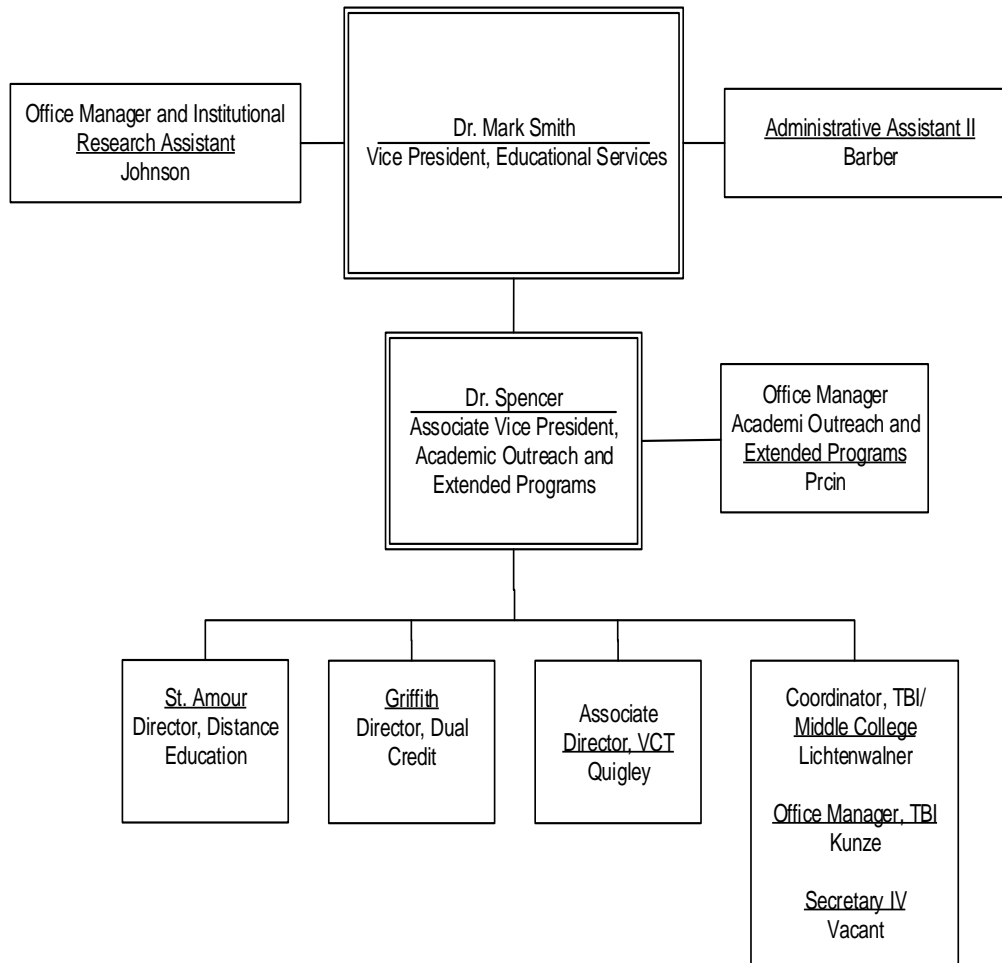 Office Manager and Institutional
Research Assistant
Johnson
Dr. Mark Smith
Vice President, Educational Services
Administrative Assistant II
Barber
Dr. Spencer
Associate Vice President,
Academic Outreach and
Extended Programs
Office Manager
Academi Outreach and
Extended Programs
Prcin
St. Amour
Director, Distance
Education
Griffith
Director, Dual
Credit
Associate
Director, VCT
Quigley
Coordinator, TBI/
Middle College
Lichtenwalner
Office Manager, TBI
Kunze
Secretary IV
Vacant